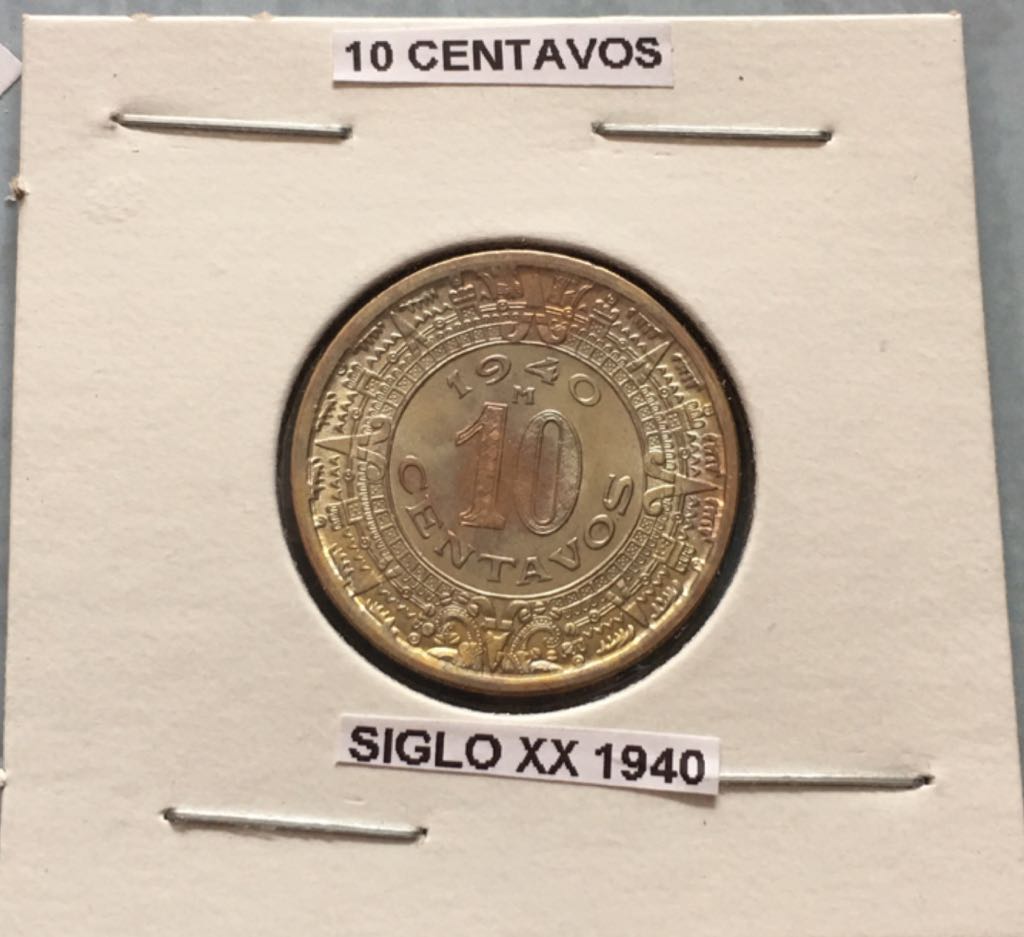 10 CENTAVOS
1940
M
10
CENTAVOS
SIGLO XX 1940